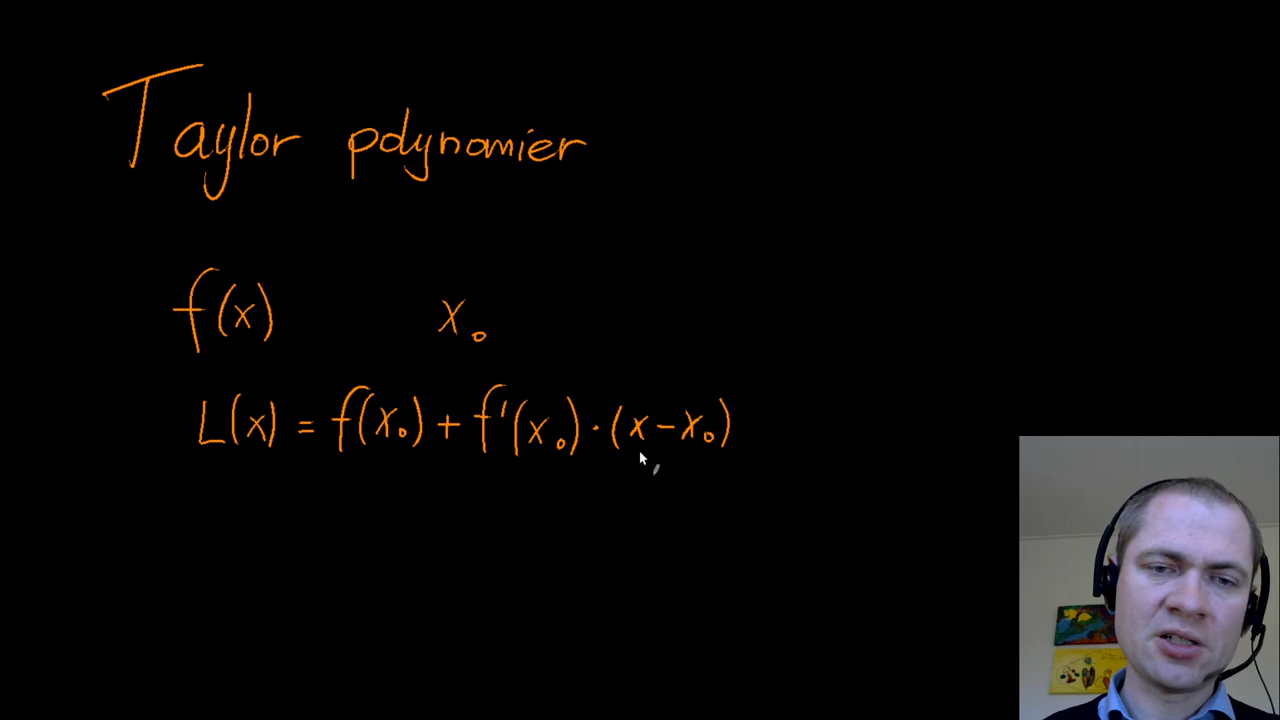 Taylor polynomier
f(x) x₀
L(x) = f(x₀) + f'(x₀) · (x − x₀)